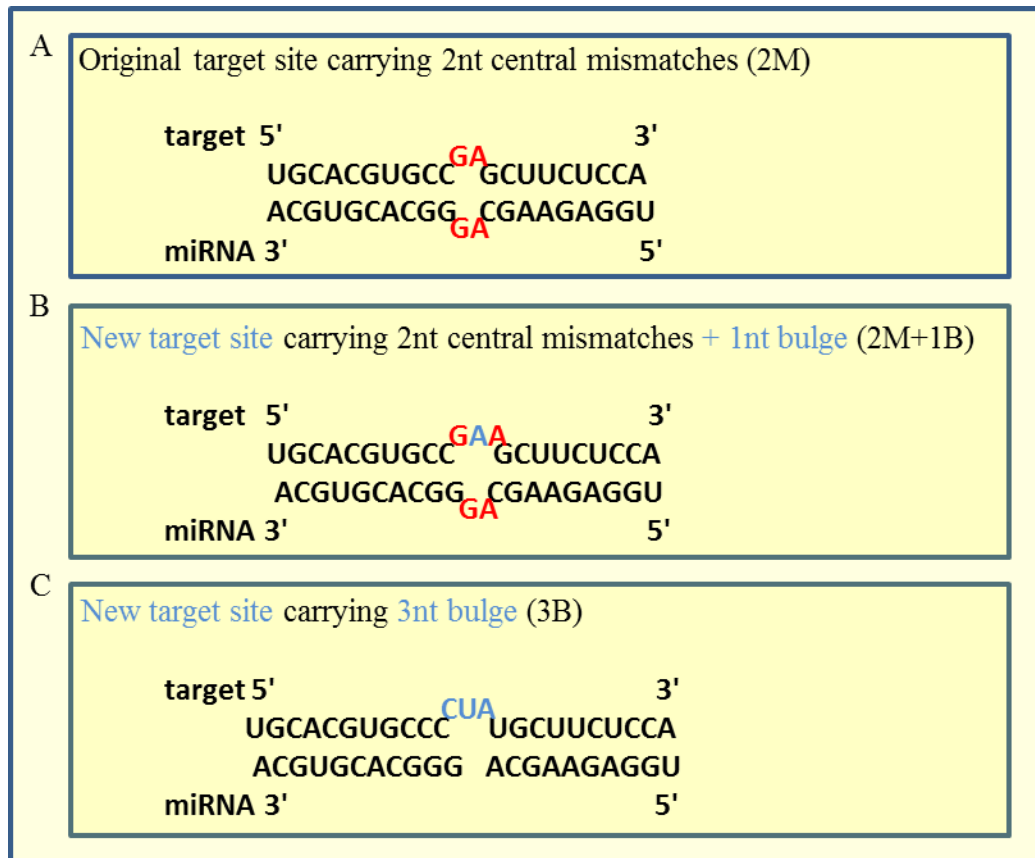 A
Original target site carrying 2nt central mismatches (2M)
target 5' 3'
GA
UGCACGUGCC GCUUCUCCA
ACGUGCACGG CGAAGAGGU
GA
miRNA 3' 5'
B
New target site carrying 2nt central mismatches + 1nt bulge (2M+1B)
target 5' 3'
GAA
UGCACGUGCC GCUUCUCCA
ACGUGCACGG CGAAGAGGU
GA
miRNA 3' 5'
C
New target site carrying 3nt bulge (3B)
target 5' 3'
CUA
UGCACGUGCCC UGCUUCUCCA
ACGUGCACGGG ACGAAGAGGU
miRNA 3' 5'